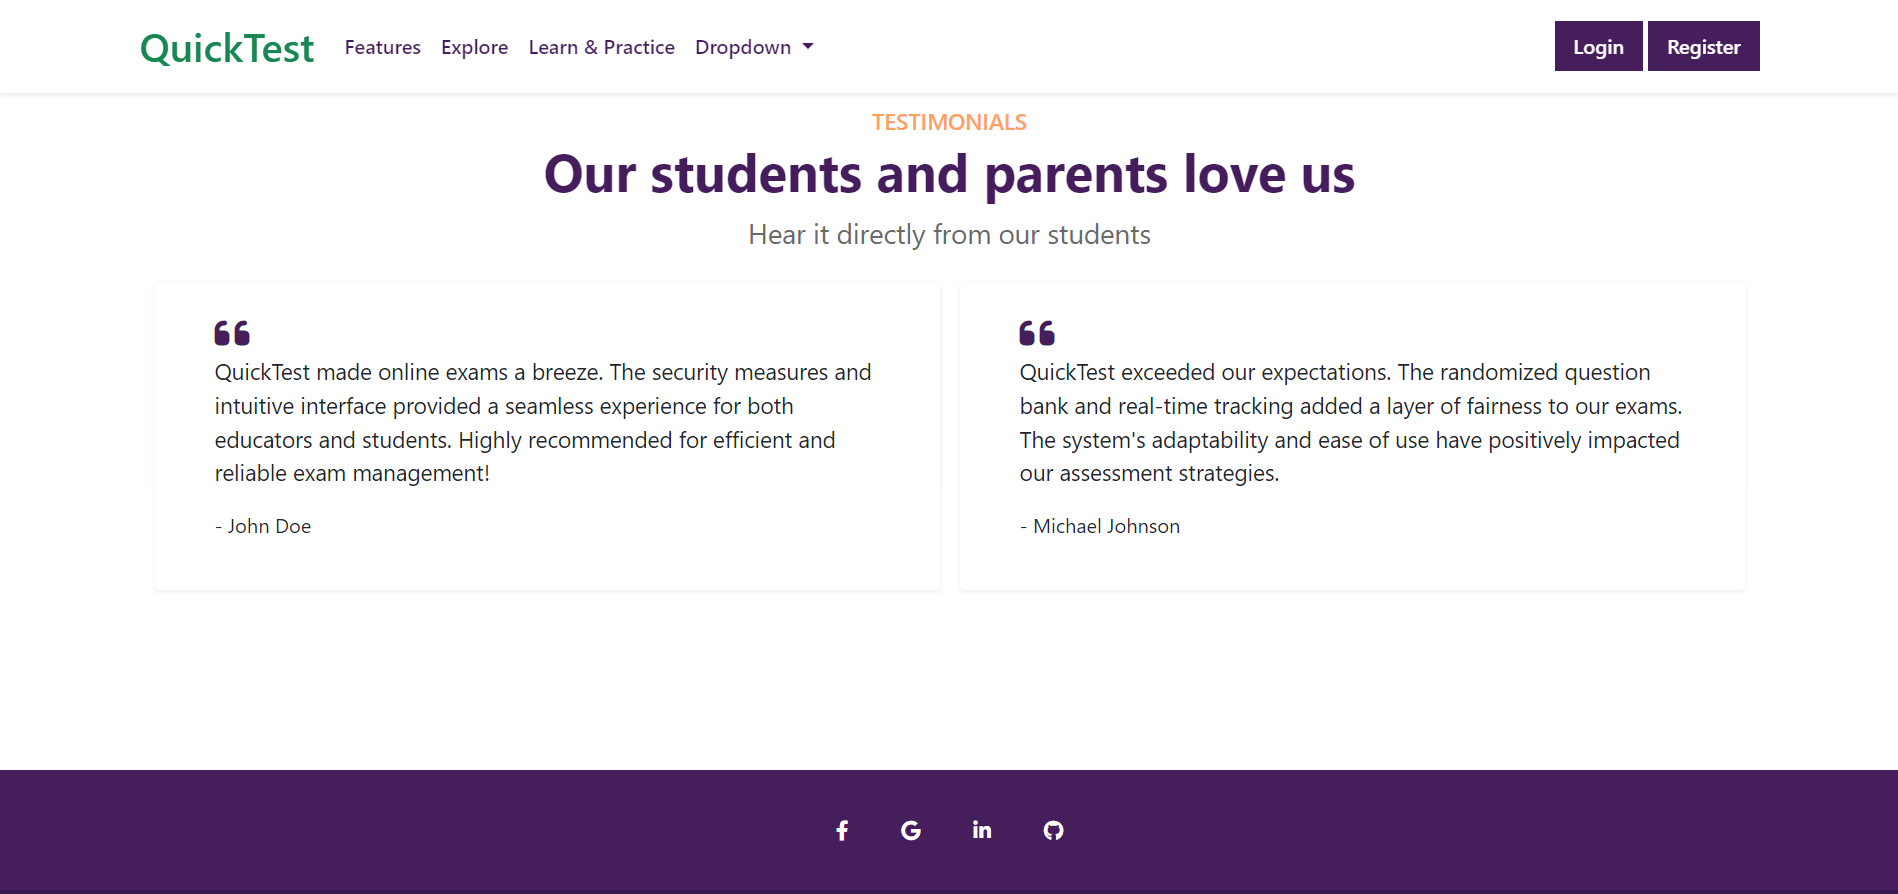 QuickTest Features Explore Learn & Practice Dropdown Login Register
TESTIMONIALS
Our students and parents love us
Hear it directly from our students
QuickTest made online exams a breeze. The security measures and
intuitive interface provided a seamless experience for both
educators and students. Highly recommended for efficient and
reliable exam management!
- John Doe
QuickTest exceeded our expectations. The randomized question
bank and real-time tracking added a layer of fairness to our exams.
The system's adaptability and ease of use have positively impacted
our assessment strategies.
- Michael Johnson